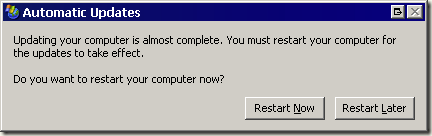 Automatic Updates
Updating your computer is almost complete. You must restart your computer for
the updates to take effect.
Do you want to restart your computer now?
Restart Now
Restart Later